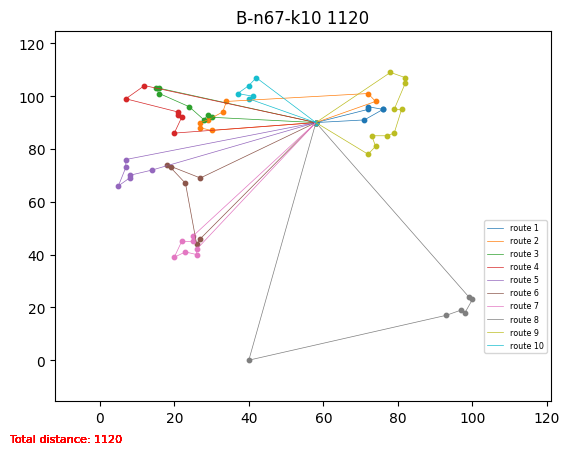 B-n67-k10 1120
120
100
80
60
40
20
0
route 1
route 2
route 3
route 4
route 5
route 6
route 7
route 8
route 9
route 10
0 20 40 60 80 100 120
Total distance: 1120